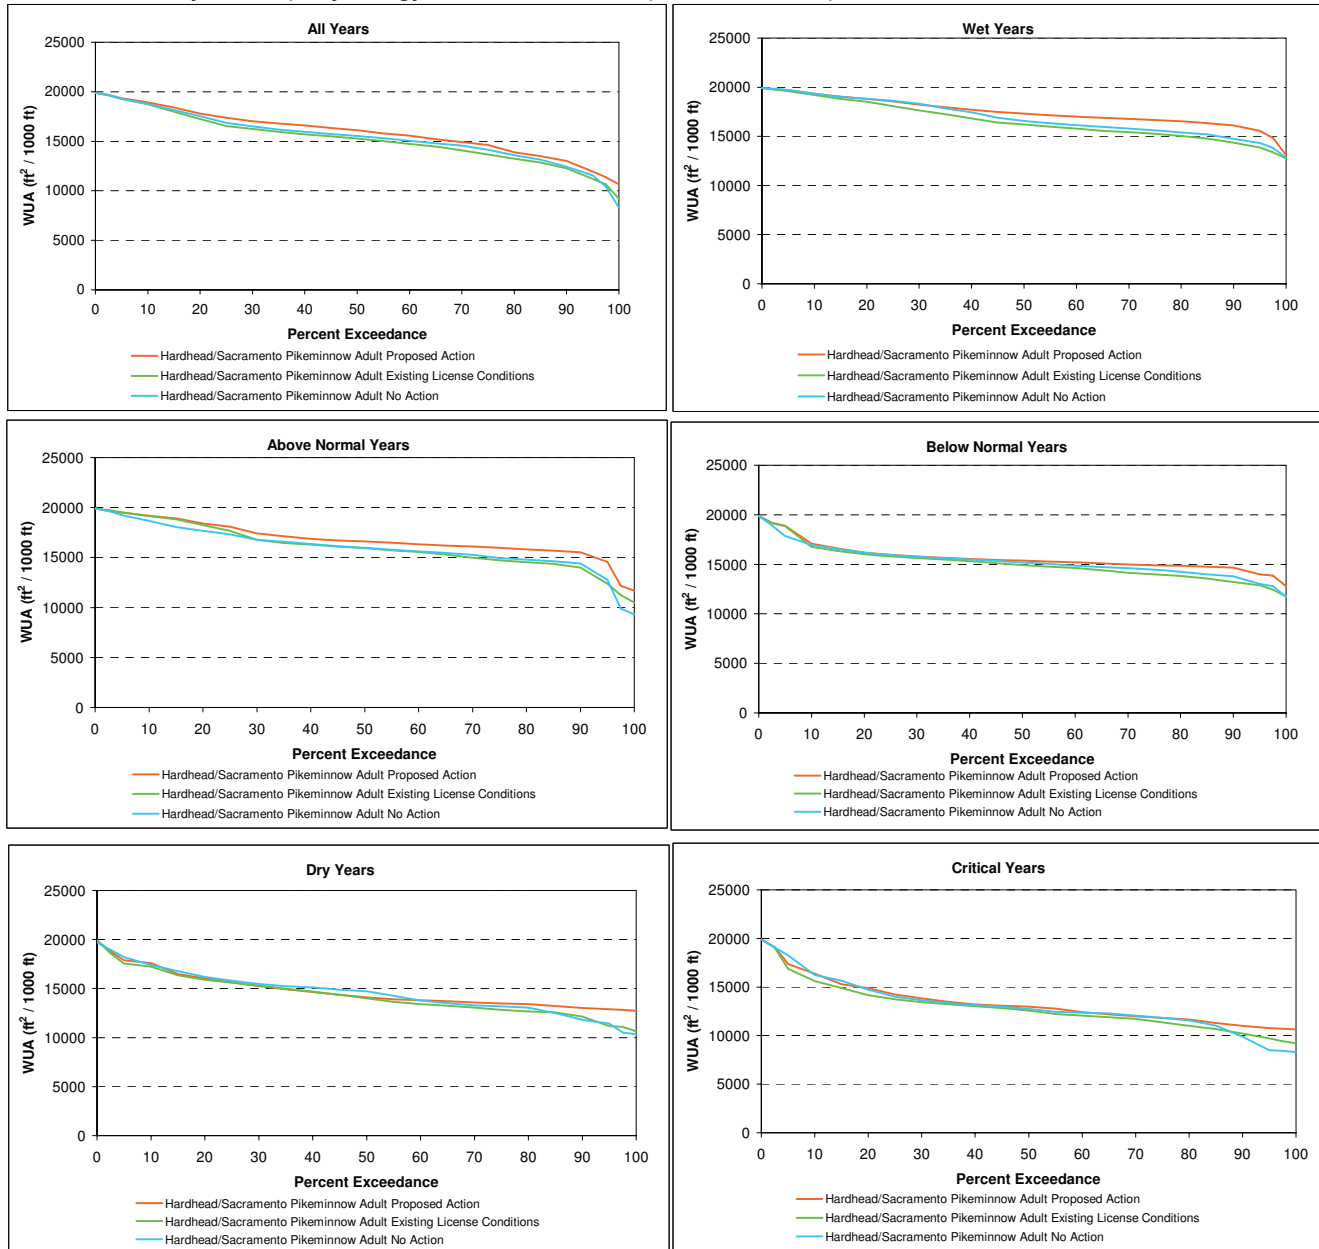 All Years
25000
20000
15000
10000
5000
0
WUA (ft² / 1000 ft)
0 10 20 30 40 50 60 70 80 90 100
Percent Exceedance
Hardhead/Sacramento Pikeminnow Adult Proposed Action
Hardhead/Sacramento Pikeminnow Adult Existing License Conditions
Hardhead/Sacramento Pikeminnow Adult No Action
Wet Years
25000
20000
15000
10000
5000
0
WUA (ft² / 1000 ft)
0 10 20 30 40 50 60 70 80 90 100
Percent Exceedance
Hardhead/Sacramento Pikeminnow Adult Proposed Action
Hardhead/Sacramento Pikeminnow Adult Existing License Conditions
Hardhead/Sacramento Pikeminnow Adult No Action
Above Normal Years
25000
20000
15000
10000
5000
0
WUA (ft² / 1000 ft)
0 10 20 30 40 50 60 70 80 90 100
Percent Exceedance
Hardhead/Sacramento Pikeminnow Adult Proposed Action
Hardhead/Sacramento Pikeminnow Adult Existing License Conditions
Hardhead/Sacramento Pikeminnow Adult No Action
Below Normal Years
25000
20000
15000
10000
5000
0
WUA (ft² / 1000 ft)
0 10 20 30 40 50 60 70 80 90 100
Percent Exceedance
Hardhead/Sacramento Pikeminnow Adult Proposed Action
Hardhead/Sacramento Pikeminnow Adult Existing License Conditions
Hardhead/Sacramento Pikeminnow Adult No Action
Dry Years
25000
20000
15000
10000
5000
0
WUA (ft² / 1000 ft)
0 10 20 30 40 50 60 70 80 90 100
Percent Exceedance
Hardhead/Sacramento Pikeminnow Adult Proposed Action
Hardhead/Sacramento Pikeminnow Adult Existing License Conditions
Hardhead/Sacramento Pikeminnow Adult No Action
Critical Years
25000
20000
15000
10000
5000
0
WUA (ft² / 1000 ft)
0 10 20 30 40 50 60 70 80 90 100
Percent Exceedance
Hardhead/Sacramento Pikeminnow Adult Proposed Action
Hardhead/Sacramento Pikeminnow Adult Existing License Conditions
Hardhead/Sacramento Pikeminnow Adult No Action